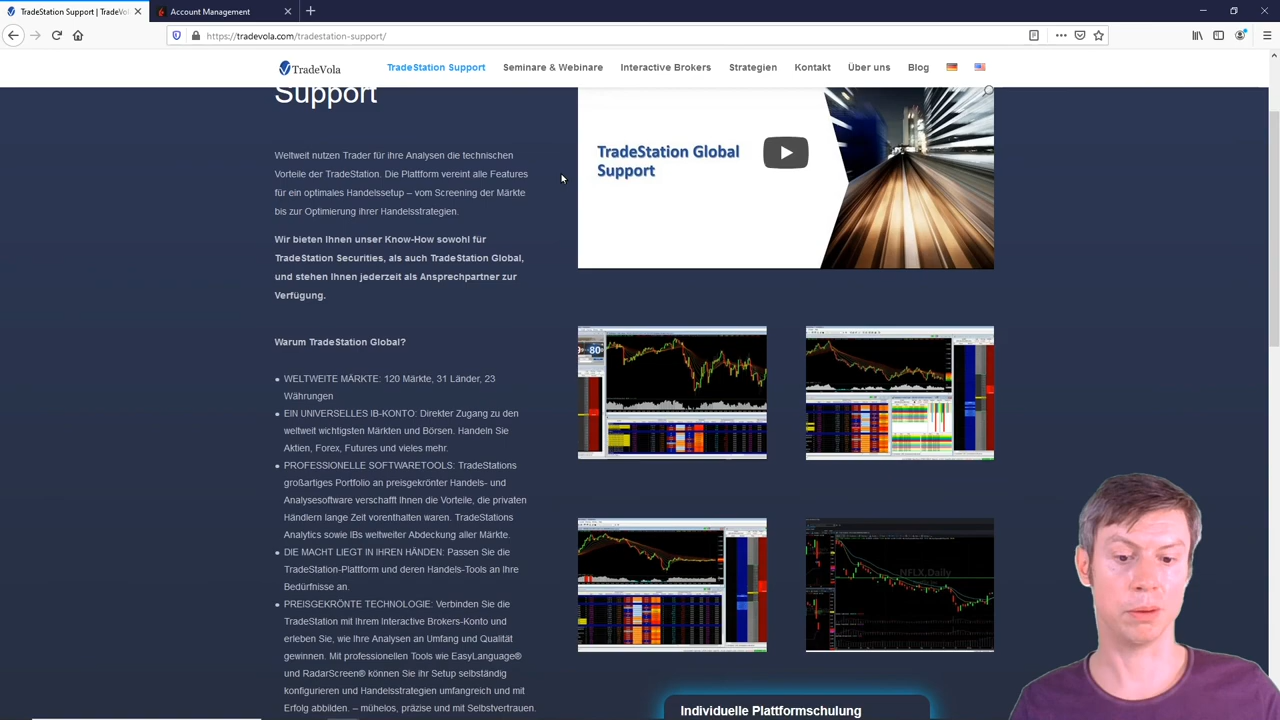 TradeStation Support | TradeVol
Account Management
https://tradevola.com/tradestation-support/
TradeVola
TradeStation Support
Seminare & Webinare
Interactive Brokers
Strategien
Kontakt
Über uns
Blog
Support
Weltweit nutzen Trader für ihre Analysen die technischen
Vorteile der TradeStation. Die Plattform vereint alle Features
für ein optimales Handelssetup – vom Screening der Märkte
bis zur Optimierung ihrer Handelsstrategien.
Wir bieten Ihnen unser Know-How sowohl für
TradeStation Securities, als auch TradeStation Global,
und stehen Ihnen jederzeit als Ansprechpartner zur
Verfügung.
Warum TradeStation Global?
WELTWEITE MÄRKTE: 120 Märkte, 31 Länder, 23
Währungen
EIN UNIVERSELLES IB-KONTO: Direkter Zugang zu den
weltweit wichtigsten Märkten und Börsen. Handeln Sie
Aktien, Forex, Futures und vieles mehr.
PROFESSIONELLE SOFTWARETOOLS: TradeStations
großartiges Portfolio an preisgekrönter Handels- und
Analysesoftware verschafft Ihnen die Vorteile, die privaten
Händlern lange Zeit vorenthalten waren. TradeStations
Analytics sowie IBs weltweiter Abdeckung aller Märkte.
DIE MACHT LIEGT IN IHREN HÄNDEN: Passen Sie die
TradeStation-Plattform und deren Handels-Tools an Ihre
Bedürfnisse an.
PREISGEKRÖNTE TECHNOLOGIE: Verbinden Sie die
TradeStation mit Ihrem Interactive Brokers-Konto und
erleben Sie, wie Ihre Analysen an Umfang und Qualität
gewinnen. Mit professionellen Tools wie EasyLanguage®
und RadarScreen® können Sie ihr Setup selbständig
konfigurieren und Handelsstrategien umfangreich und mit
Erfolg abbilden. – mühelos, präzise und mit Selbstvertrauen.
TradeStation Global
Support
80
NFLX Daily
Individuelle Plattformschulung